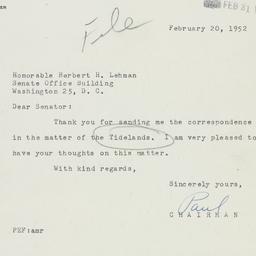 FEB 21
File
February 20, 1952
Honorable Herbert H. Lehman
Senate Office Building
Washington 25, D. C.
Dear Senator:
Thank you for sending me the correspondence
in the matter of the Tidelands. I am very pleased to
have your thoughts on this matter.
With kind regards,
Sincerely yours,
Paul
CHAIRMAN
PEF:amr